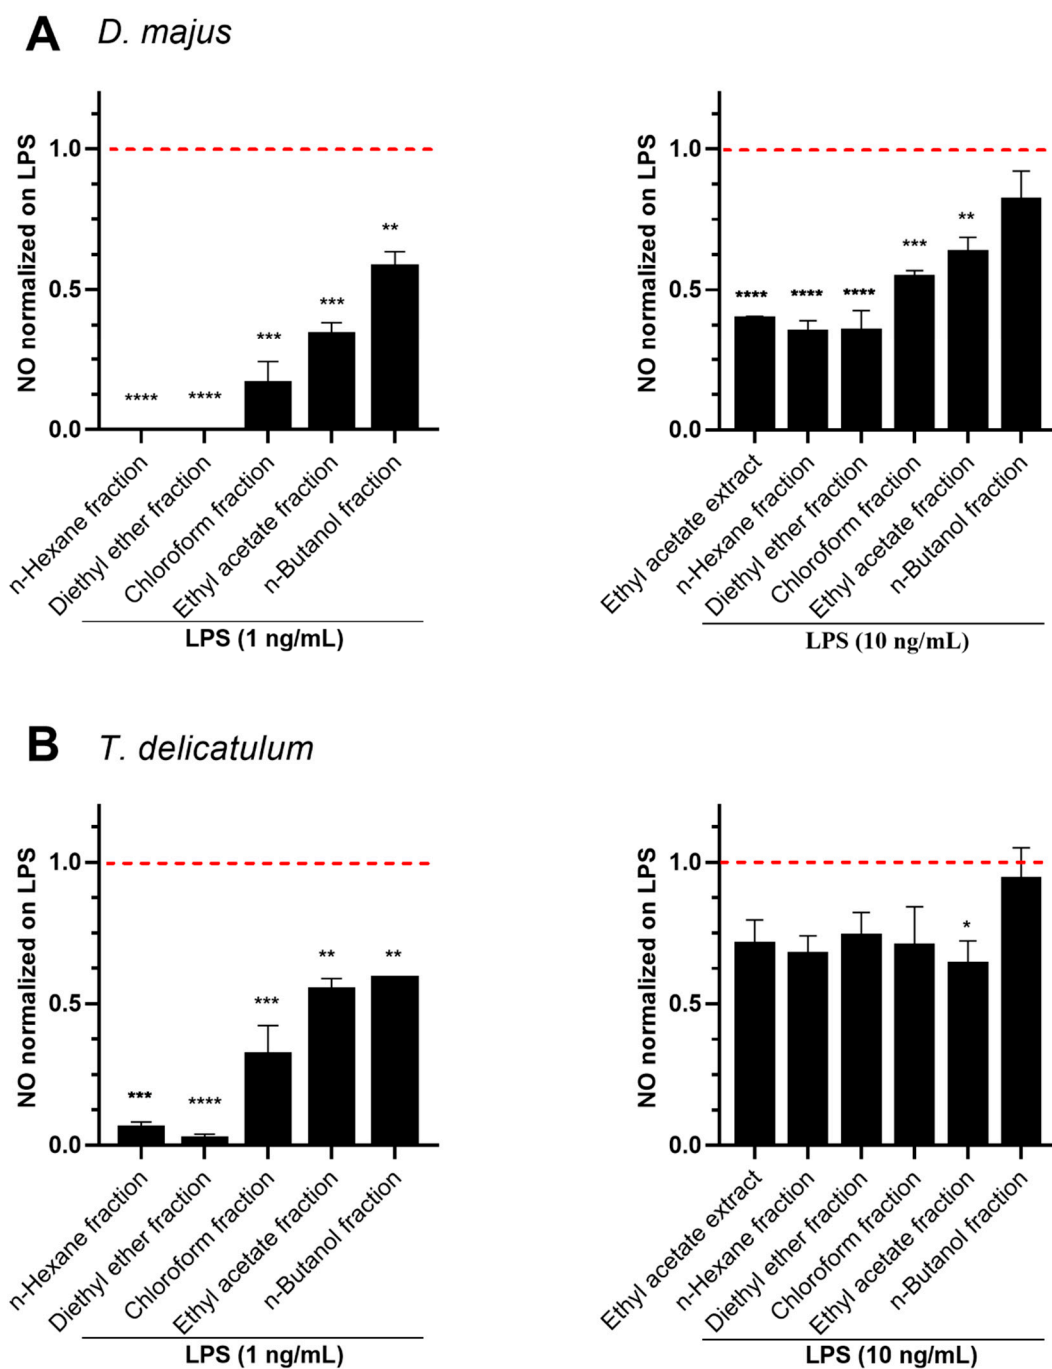 A D. majus
NO normalized on LPS
1.0
0.5
0.0
****
****
***
***
**
n-Hexane fraction
Diethyl ether fraction
Chloroform fraction
Ethyl acetate fraction
n-Butanol fraction
LPS (1 ng/mL)
NO normalized on LPS
1.0
0.5
0.0
****
****
****
***
**
Ethyl acetate extract
n-Hexane fraction
Diethyl ether fraction
Chloroform fraction
Ethyl acetate fraction
n-Butanol fraction
LPS (10 ng/mL)
B T. delicatulum
NO normalized on LPS
1.0
0.5
0.0
***
****
***
**
**
n-Hexane fraction
Diethyl ether fraction
Chloroform fraction
Ethyl acetate fraction
n-Butanol fraction
LPS (1 ng/mL)
NO normalized on LPS
1.0
0.5
0.0
*
Ethyl acetate extract
n-Hexane fraction
Diethyl ether fraction
Chloroform fraction
Ethyl acetate fraction
n-Butanol fraction
LPS (10 ng/mL)